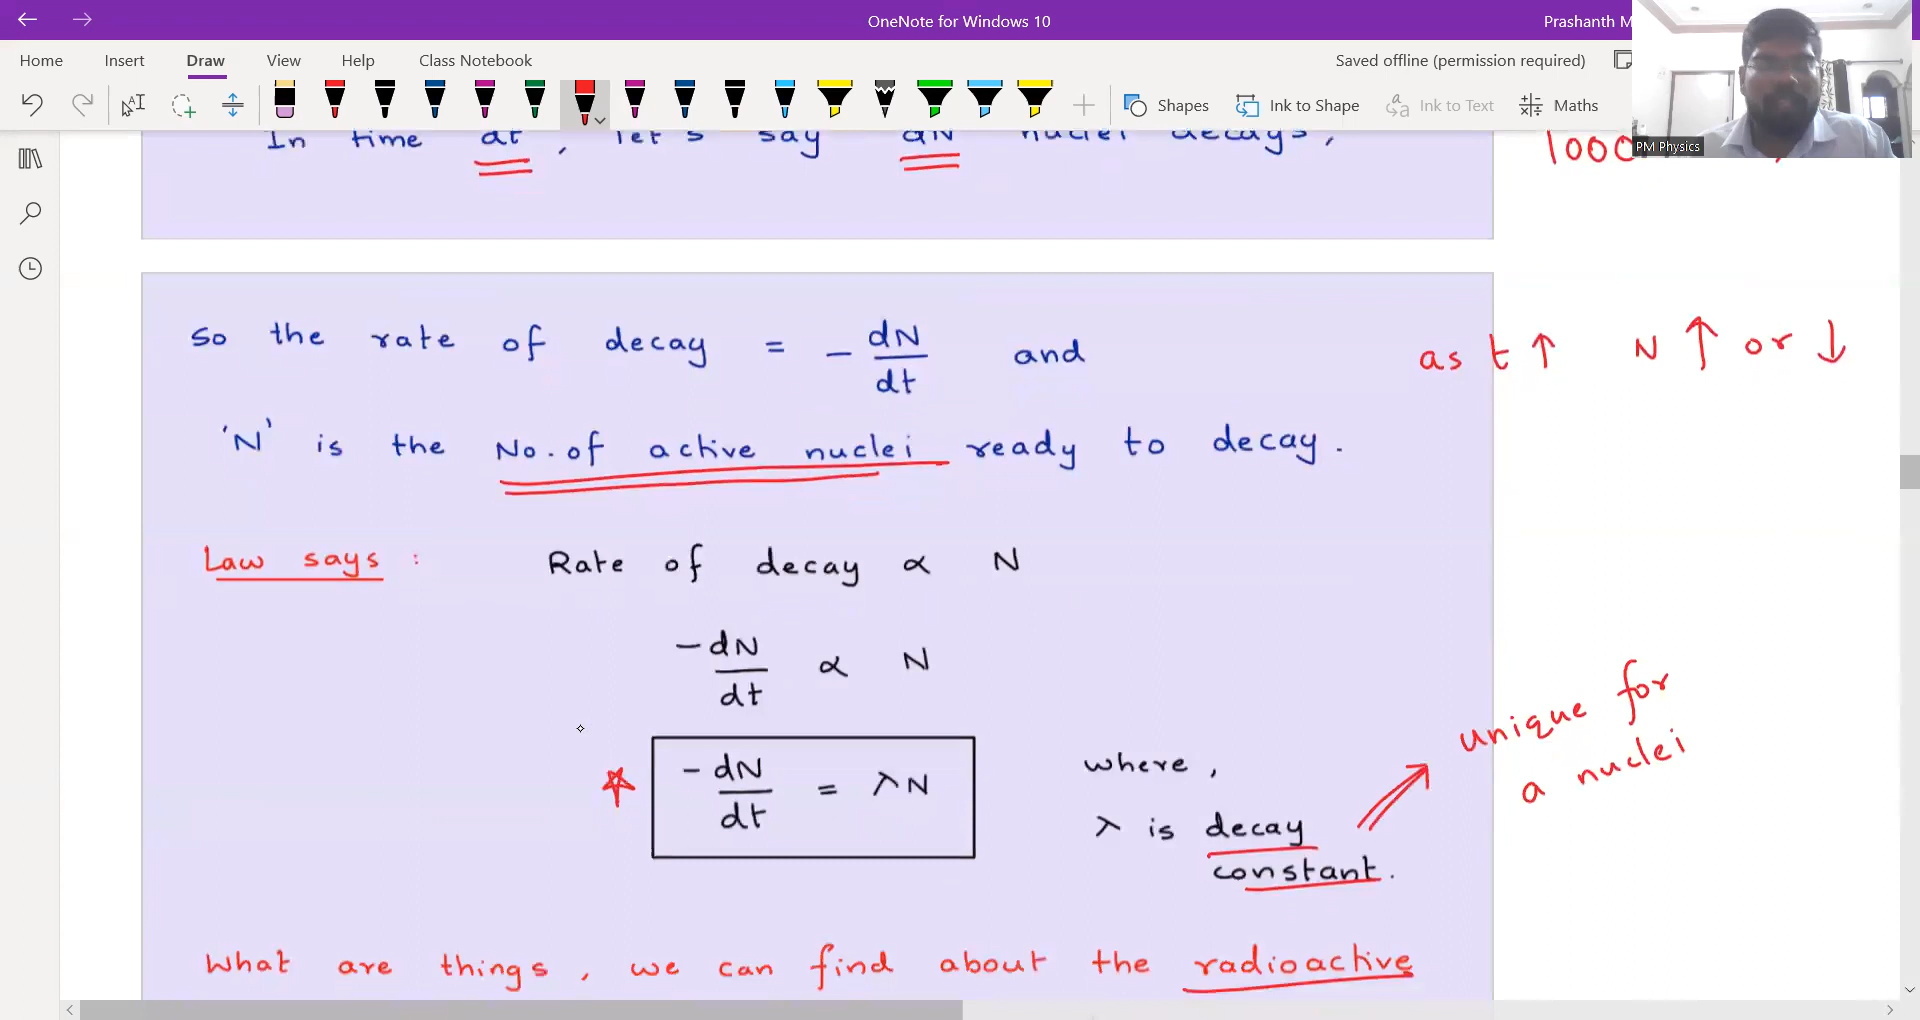 OneNote for Windows 10
Prashanth M
Home Insert Draw View Help Class Notebook
Saved offline (permission required)
Shapes Ink to Shape Ink to Text Maths
PM Physics
In time dt , let's say dN nuclei decays,
1000
So the rate of decay = - dN/dt and
as t ↑ N ↑ or ↓
'N' is the No. of active nuclei ready to decay.
Law says : Rate of decay ∝ N
-dN/dt ∝ N
-dN/dt = λN
where,
λ is decay
constant.
unique for
a nuclei
What are things, we can find about the radioactive